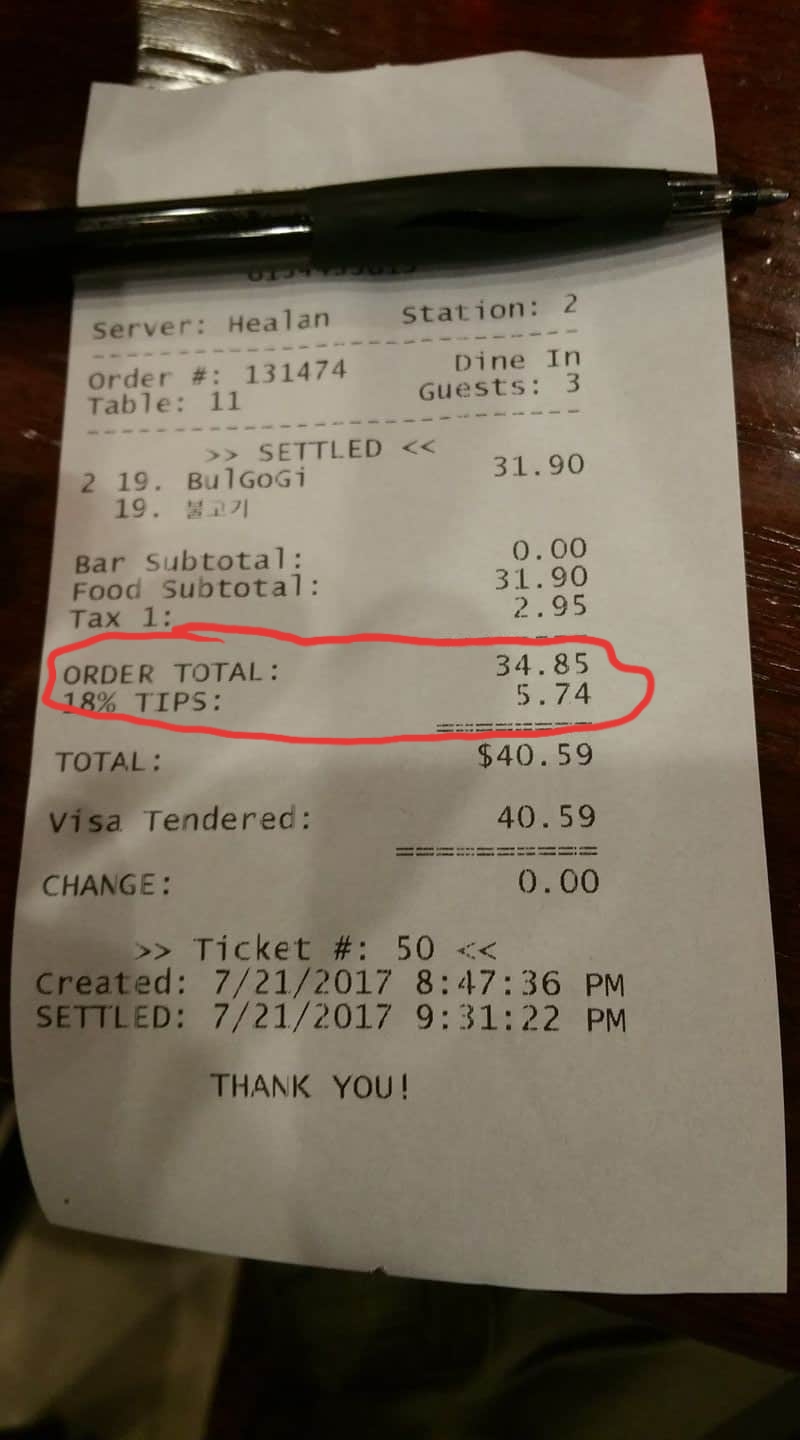 Server: Healan Station: 2
Order #: 131474 Dine In
Table: 11 Guests: 3
>> SETTLED <<
2 19. BulGoGi 31.90
19. 불고기
Bar Subtotal: 0.00
Food Subtotal: 31.90
Tax 1: 2.95
ORDER TOTAL: 34.85
18% TIPS: 5.74
TOTAL: $40.59
Visa Tendered: 40.59
CHANGE: 0.00
>> Ticket #: 50 <<
Created: 7/21/2017 8:47:36 PM
SETTLED: 7/21/2017 9:31:22 PM
THANK YOU!